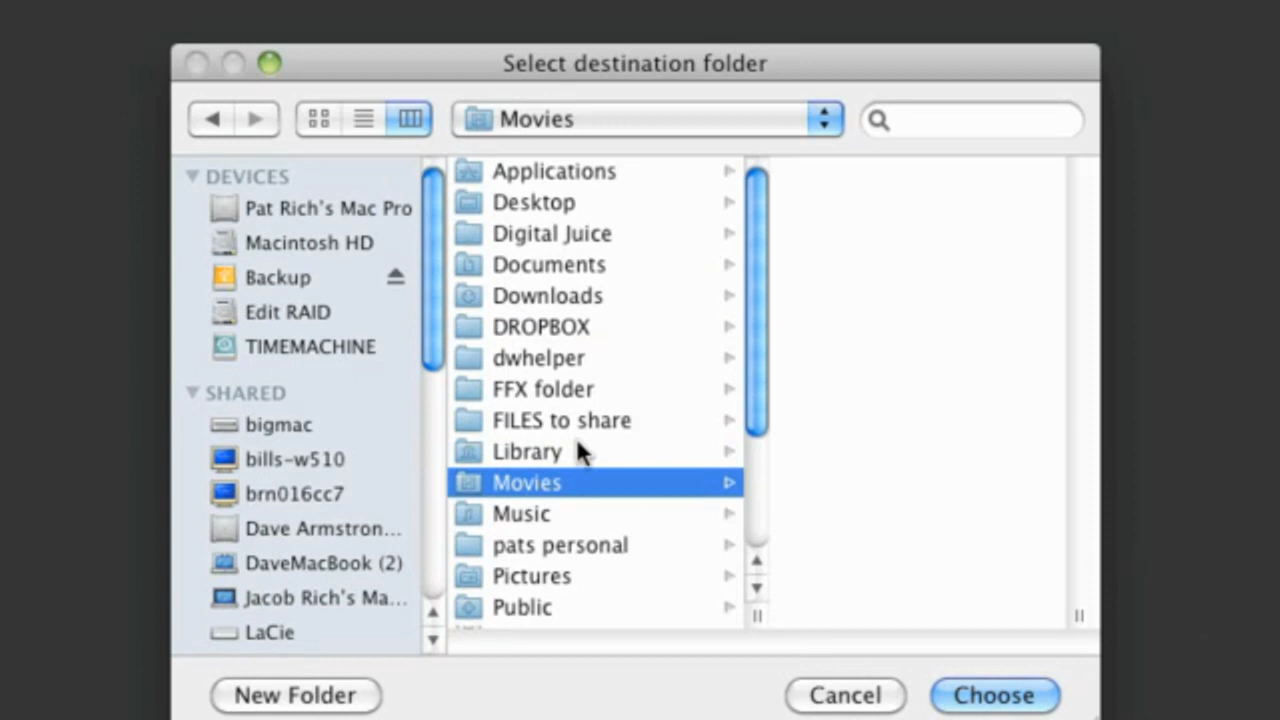 Select destination folder
Movies
DEVICES
Pat Rich's Mac Pro
Macintosh HD
Backup
Edit RAID
TIMEMACHINE
SHARED
bigmac
bills-w510
brn016cc7
Dave Armstron...
DaveMacBook (2)
Jacob Rich's Ma...
LaCie
Applications
Desktop
Digital Juice
Documents
Downloads
DROPBOX
dwhelper
FFX folder
FILES to share
Library
Movies
Music
pats personal
Pictures
Public
New Folder
Cancel
Choose